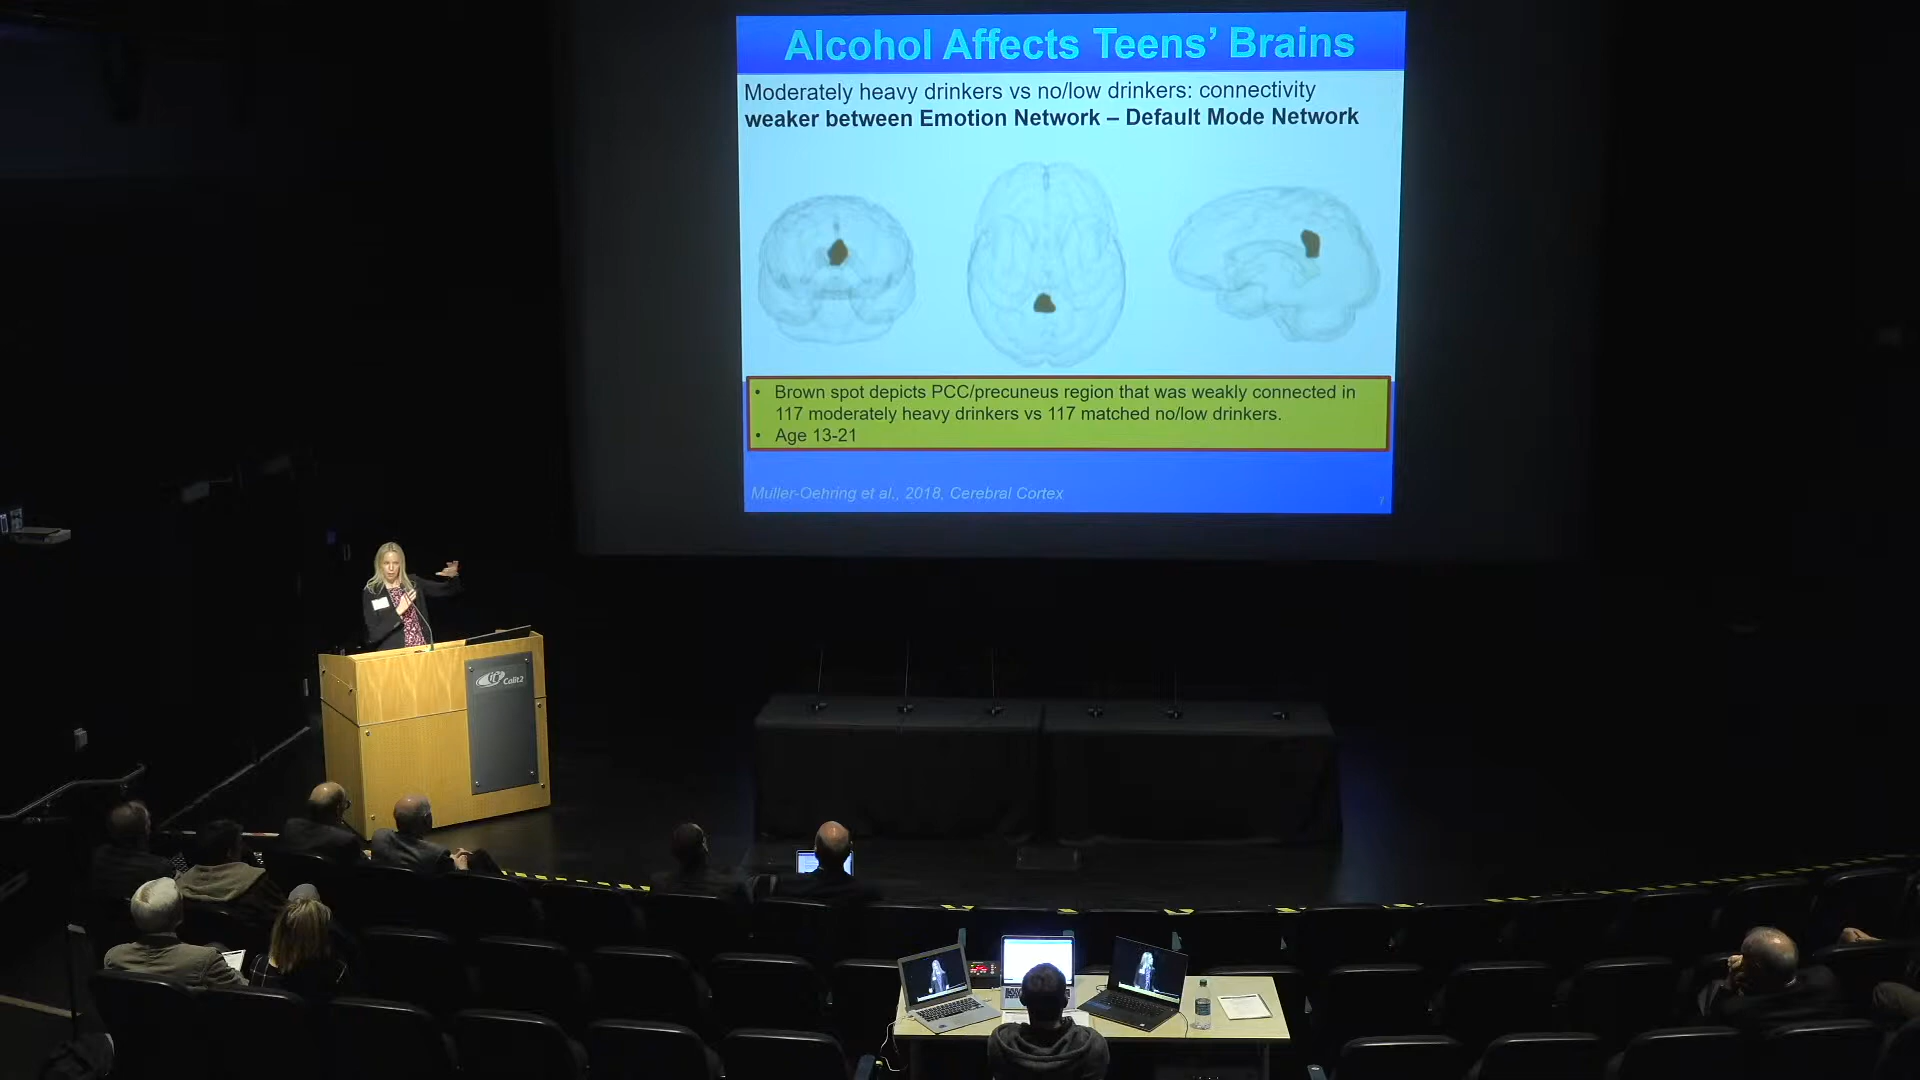 Alcohol Affects Teens' Brains
Moderately heavy drinkers vs no/low drinkers: connectivity
weaker between Emotion Network – Default Mode Network
• Brown spot depicts PCC/precuneus region that was weakly connected in
117 moderately heavy drinkers vs 117 matched no/low drinkers.
• Age 13-21
Muller-Oehring et al., 2018, Cerebral Cortex
7
Calit2